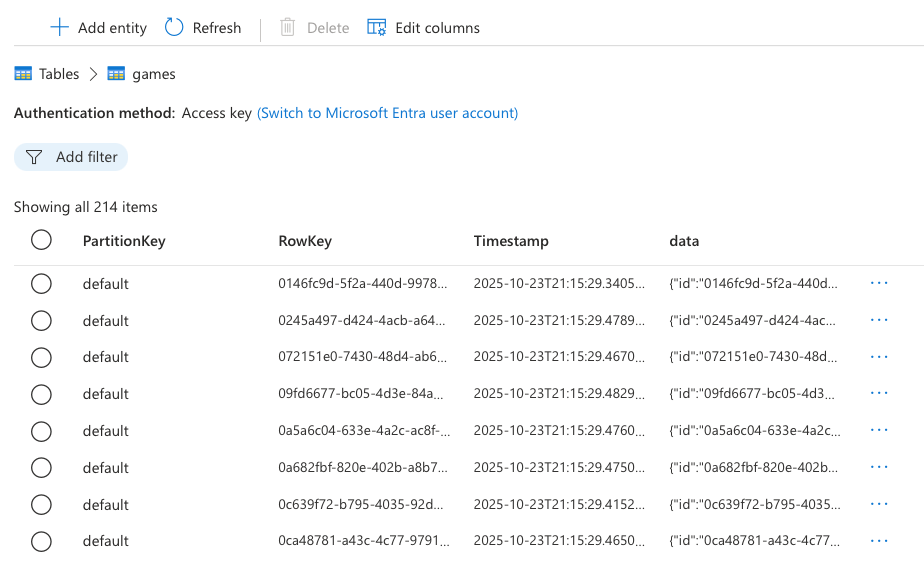 Add entity Refresh Delete Edit columns
Tables games
Authentication method: Access key (Switch to Microsoft Entra user account)
Add filter
Showing all 214 items
PartitionKey RowKey Timestamp data
default 0146fc9d-5f2a-440d-9978... 2025-10-23T21:15:29.3405... {"id":"0146fc9d-5f2a-440d...
default 0245a497-d424-4acb-a64... 2025-10-23T21:15:29.4789... {"id":"0245a497-d424-4ac...
default 072151e0-7430-48d4-ab6... 2025-10-23T21:15:29.4670... {"id":"072151e0-7430-48d...
default 09fd6677-bc05-4d3e-84a... 2025-10-23T21:15:29.4829... {"id":"09fd6677-bc05-4d3...
default 0a5a6c04-633e-4a2c-ac8f-... 2025-10-23T21:15:29.4760... {"id":"0a5a6c04-633e-4a2c...
default 0a682fbf-820e-402b-a8b7... 2025-10-23T21:15:29.4750... {"id":"0a682fbf-820e-402b...
default 0c639f72-b795-4035-92d... 2025-10-23T21:15:29.4152... {"id":"0c639f72-b795-4035...
default 0ca48781-a43c-4c77-9791... 2025-10-23T21:15:29.4650... {"id":"0ca48781-a43c-4c77...